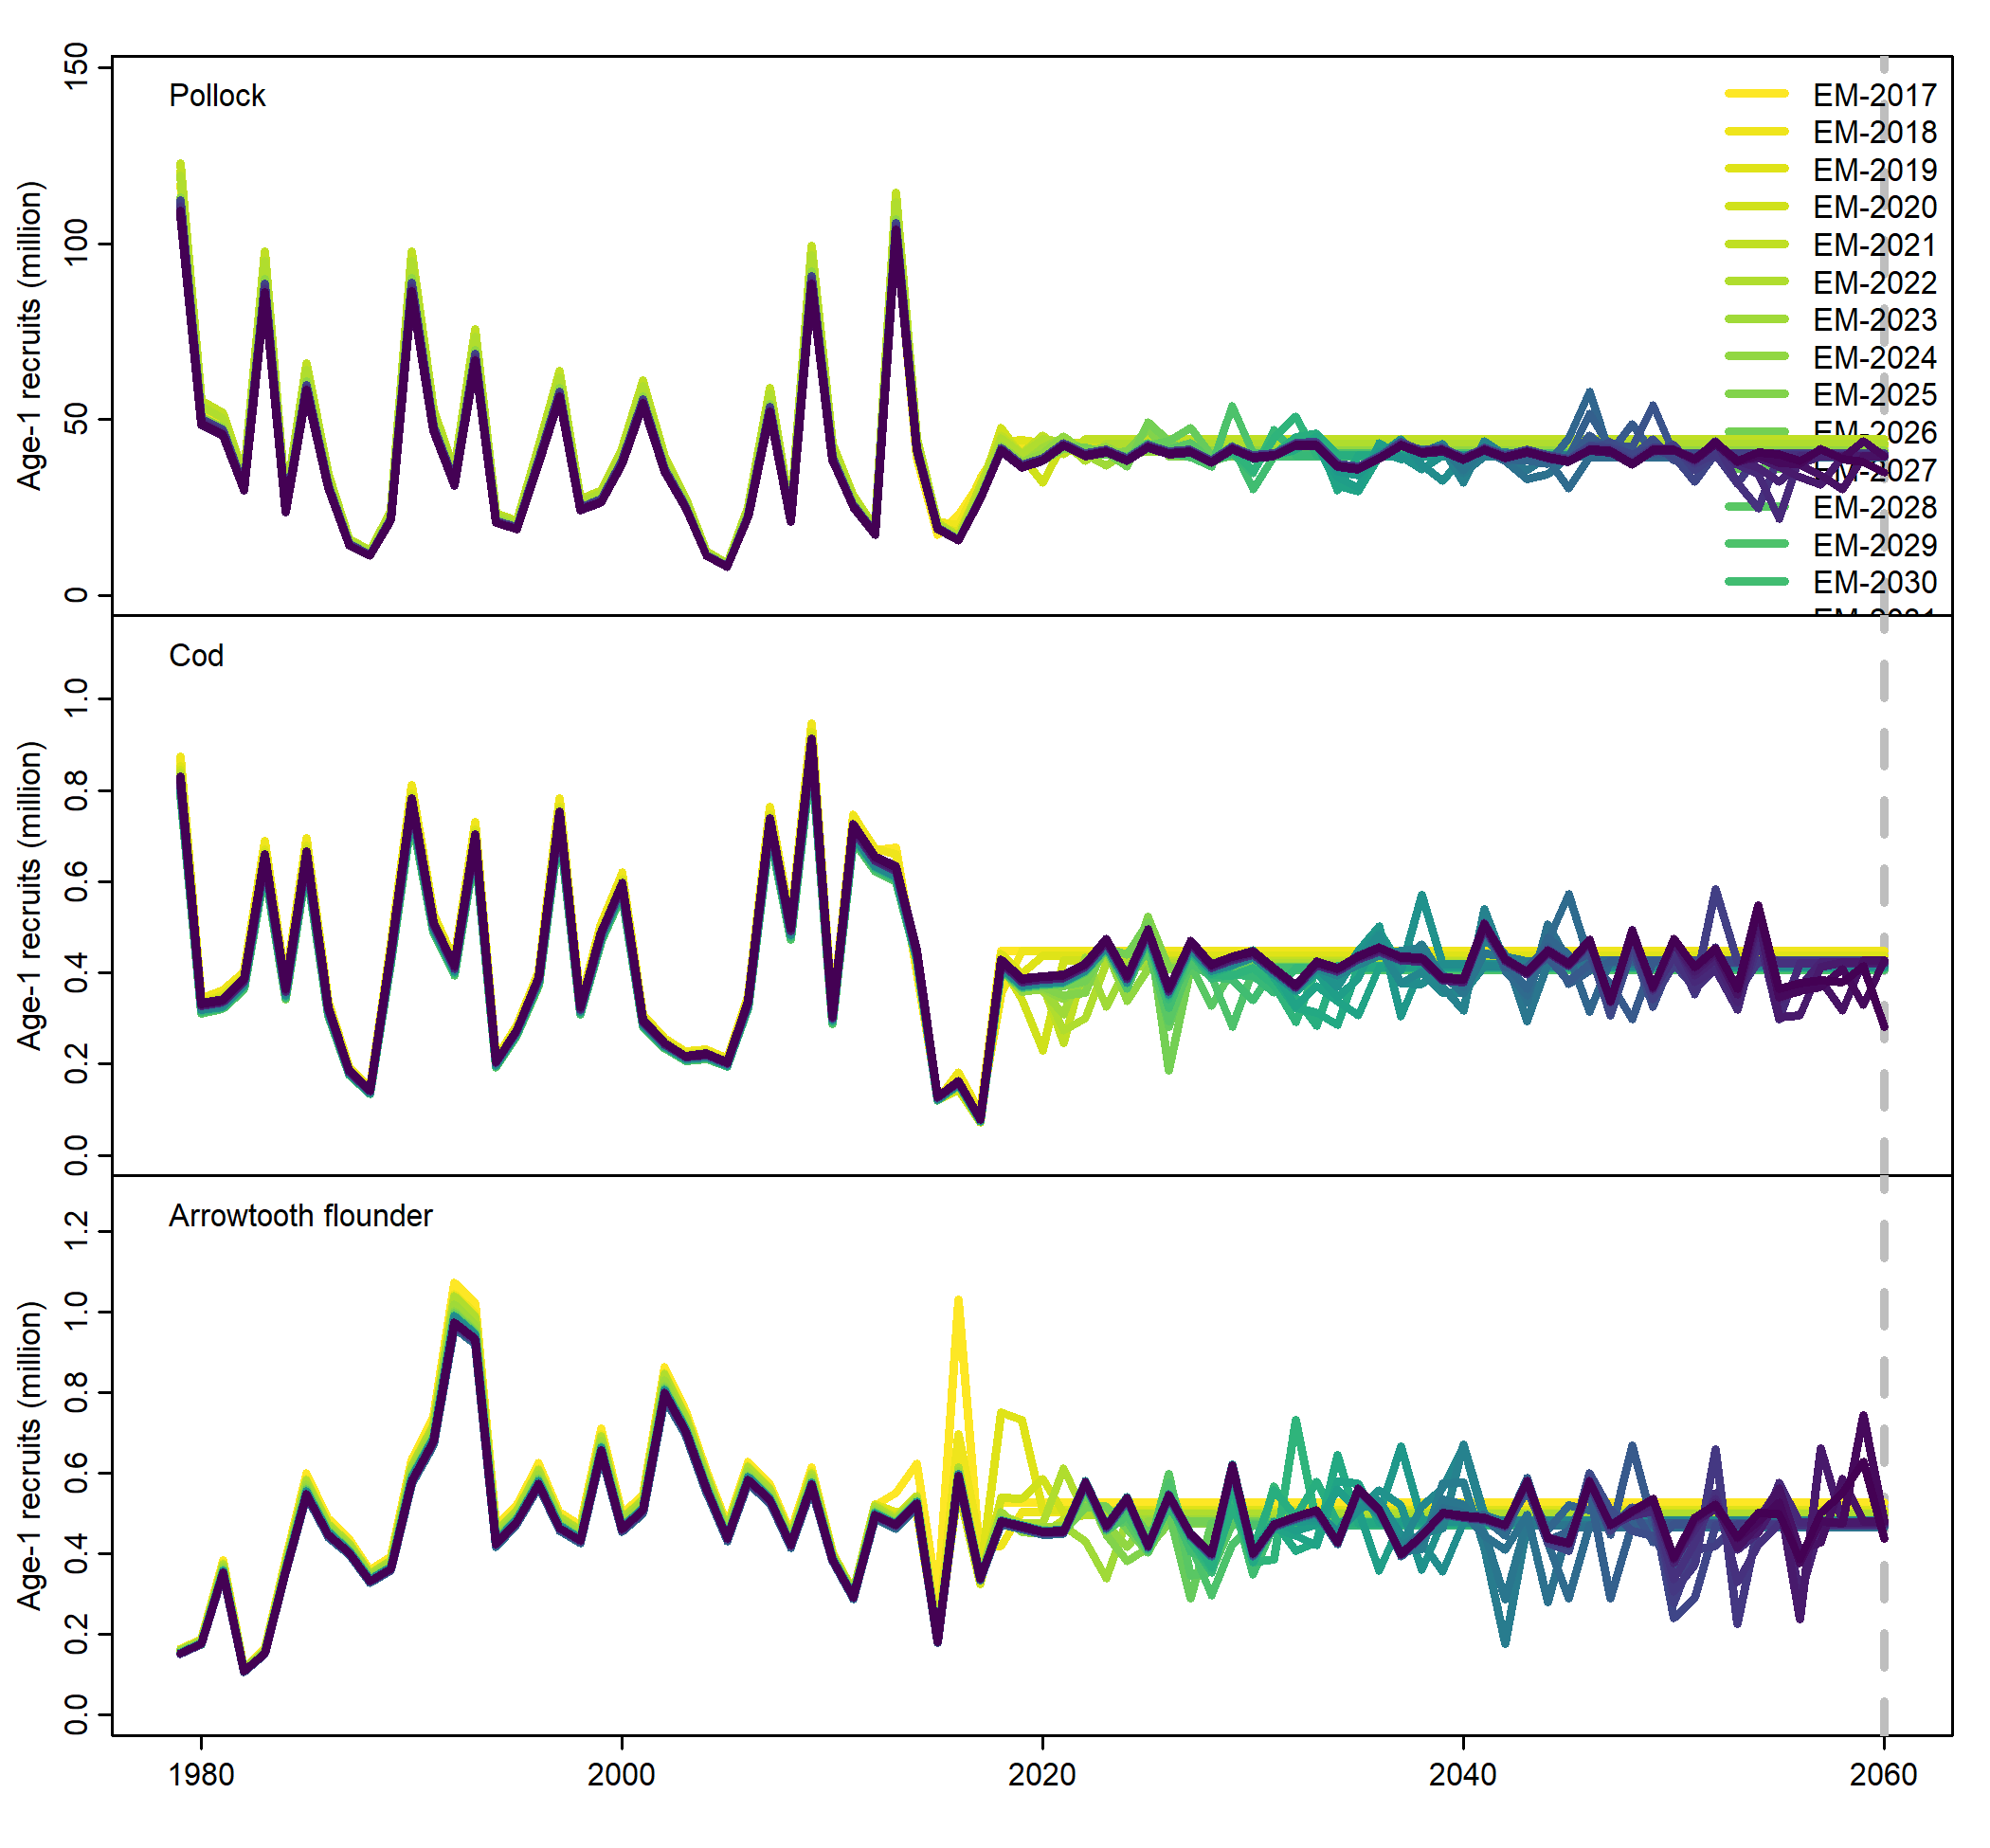 Pollock
Age-1 recruits (million)
150
100
50
0
EM-2017
EM-2018
EM-2019
EM-2020
EM-2021
EM-2022
EM-2023
EM-2024
EM-2025
EM-2026
EM-2027
EM-2028
EM-2029
EM-2030
Cod
Age-1 recruits (million)
1.0
0.8
0.6
0.4
0.2
0.0
Arrowtooth flounder
Age-1 recruits (million)
1.2
1.0
0.8
0.6
0.4
0.2
0.0
1980 2000 2020 2040 2060